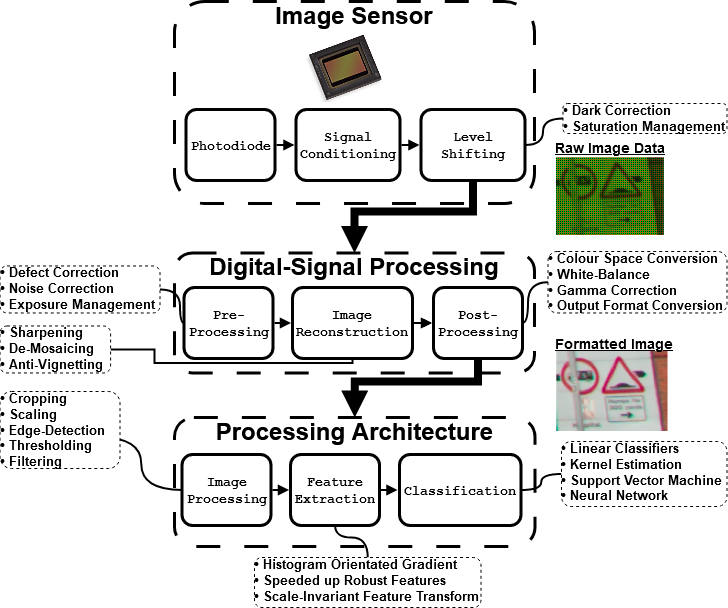 Image Sensor
Photodiode
Signal
Conditioning
Level
Shifting
• Dark Correction
• Saturation Management
Raw Image Data
Digital-Signal Processing
• Defect Correction
• Noise Correction
• Exposure Management
Pre-
Processing
Image
Reconstruction
Post-
Processing
• Colour Space Conversion
• White-Balance
• Gamma Correction
• Output Format Conversion
• Sharpening
• De-Mosaicing
• Anti-Vignetting
Formatted Image
Processing Architecture
• Cropping
• Scaling
• Edge-Detection
• Thresholding
• Filtering
Image
Processing
Feature
Extraction
Classification
• Linear Classifiers
• Kernel Estimation
• Support Vector Machine
• Neural Network
• Histogram Orientated Gradient
• Speeded up Robust Features
• Scale-Invariant Feature Transform